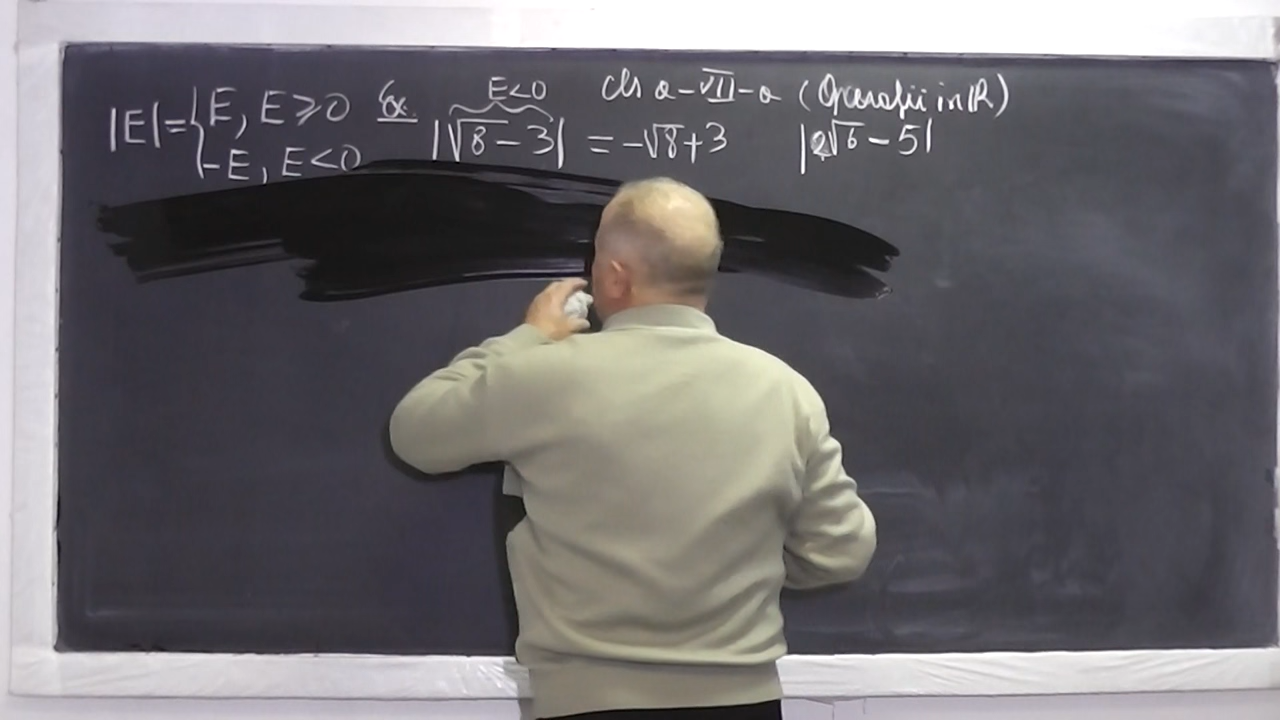 |E|={E, E⩾0 Ex. E<0 cls a-VII-a (Operații in ℝ)
-E, E<0 |√8-3| = -√8+3 |2√6-5|